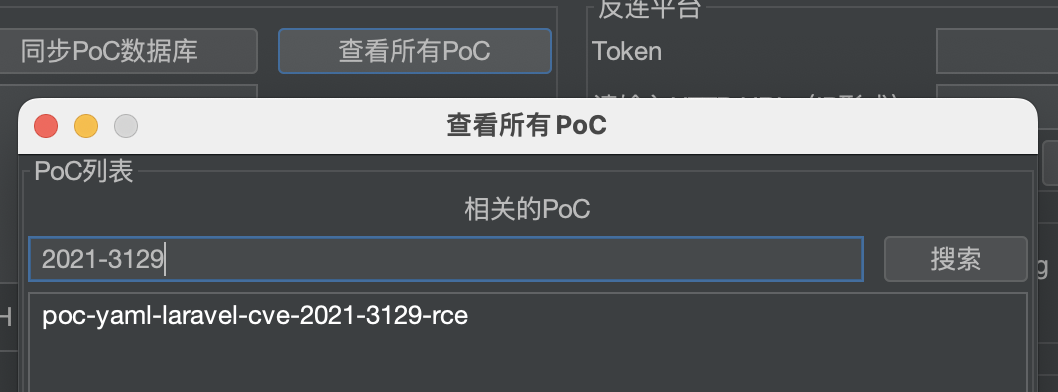 反连平台
同步PoC数据库
查看所有PoC
Token
查看所有 PoC
PoC列表
相关的PoC
2021-3129
搜索
poc-yaml-laravel-cve-2021-3129-rce